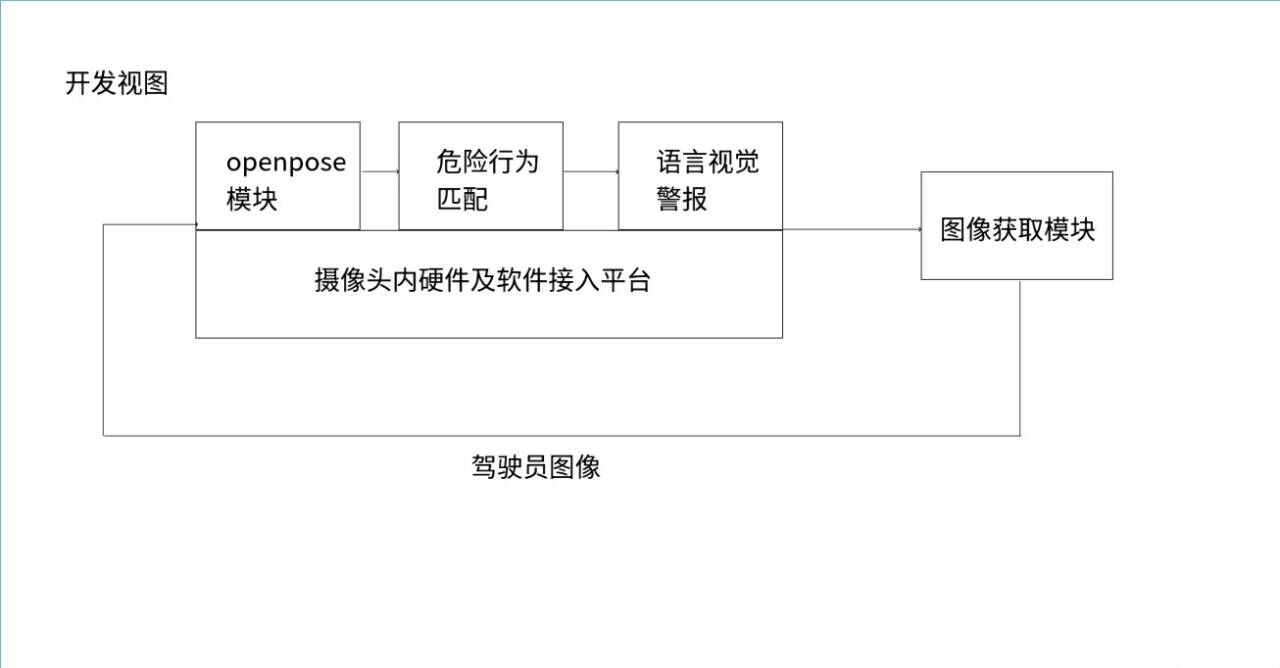 开发视图
openpose
模块
危险行为
匹配
语言视觉
警报
图像获取模块
摄像头内硬件及软件接入平台
驾驶员图像